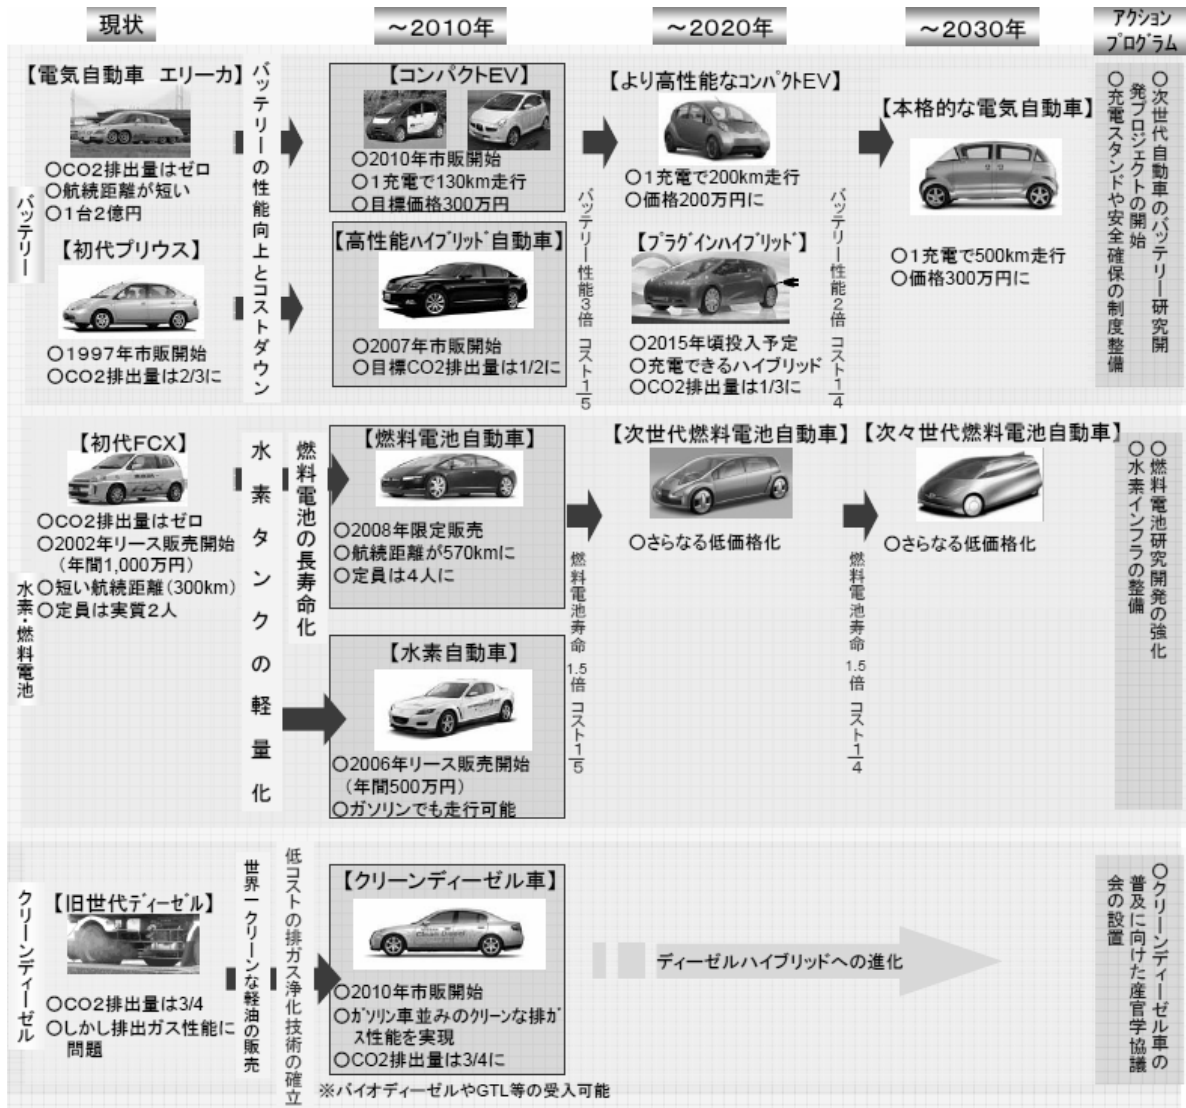 現状
～2010年
～2020年
～2030年
アクション
プログラム
バッテリー
【電気自動車 エリーカ】
○CO2排出量はゼロ
○航続距離が短い
○1台2億円
【初代プリウス】
○1997年市販開始
○CO2排出量は2/3に
バッテリーの性能向上とコストダウン
【コンパクトEV】
○2010年市販開始
○1充電で130km走行
○目標価格300万円
【高性能ハイブリッド自動車】
○2007年市販開始
○目標CO2排出量は1/2に
バッテリー性能3倍 コスト1/5
【より高性能なコンパクトEV】
○1充電で200km走行
○価格200万円に
【プラグインハイブリッド】
○2015年頃投入予定
○充電できるハイブリッド
○CO2排出量は1/3に
バッテリー性能2倍 コスト1/4
【本格的な電気自動車】
○1充電で500km走行
○価格300万円に
○次世代自動車のバッテリー研究開
発プロジェクトの開始
○充電スタンドや安全確保の制度整備
水素・燃料電池
【初代FCX】
○CO2排出量はゼロ
○2002年リース販売開始
（年間1,000万円）
○短い航続距離(300km)
○定員は実質2人
水素タンクの軽量化
燃料電池の長寿命化
【燃料電池自動車】
○2008年限定販売
○航続距離が570kmに
○定員は4人に
【水素自動車】
○2006年リース販売開始
（年間500万円）
○ガソリンでも走行可能
燃料電池寿命 1.5倍 コスト1/5
【次世代燃料電池自動車】
○さらなる低価格化
燃料電池寿命 1.5倍 コスト1/4
【次々世代燃料電池自動車】
○さらなる低価格化
○燃料電池研究開発の強化
○水素インフラの整備
クリーンディーゼル
【旧世代ディーゼル】
○CO2排出量は3/4
○しかし排出ガス性能に
問題
世界一クリーンな軽油の販売
低コストの排ガス浄化技術の確立
【クリーンディーゼル車】
Clean Diesel
○2010年市販開始
○ガソリン車並みのクリーンな排ガ
ス性能を実現
○CO2排出量は3/4に
※バイオディーゼルやGTL等の受入可能
ディーゼルハイブリッドへの進化
○クリーンディーゼル車の
普及に向けた産官学協議
会の設置